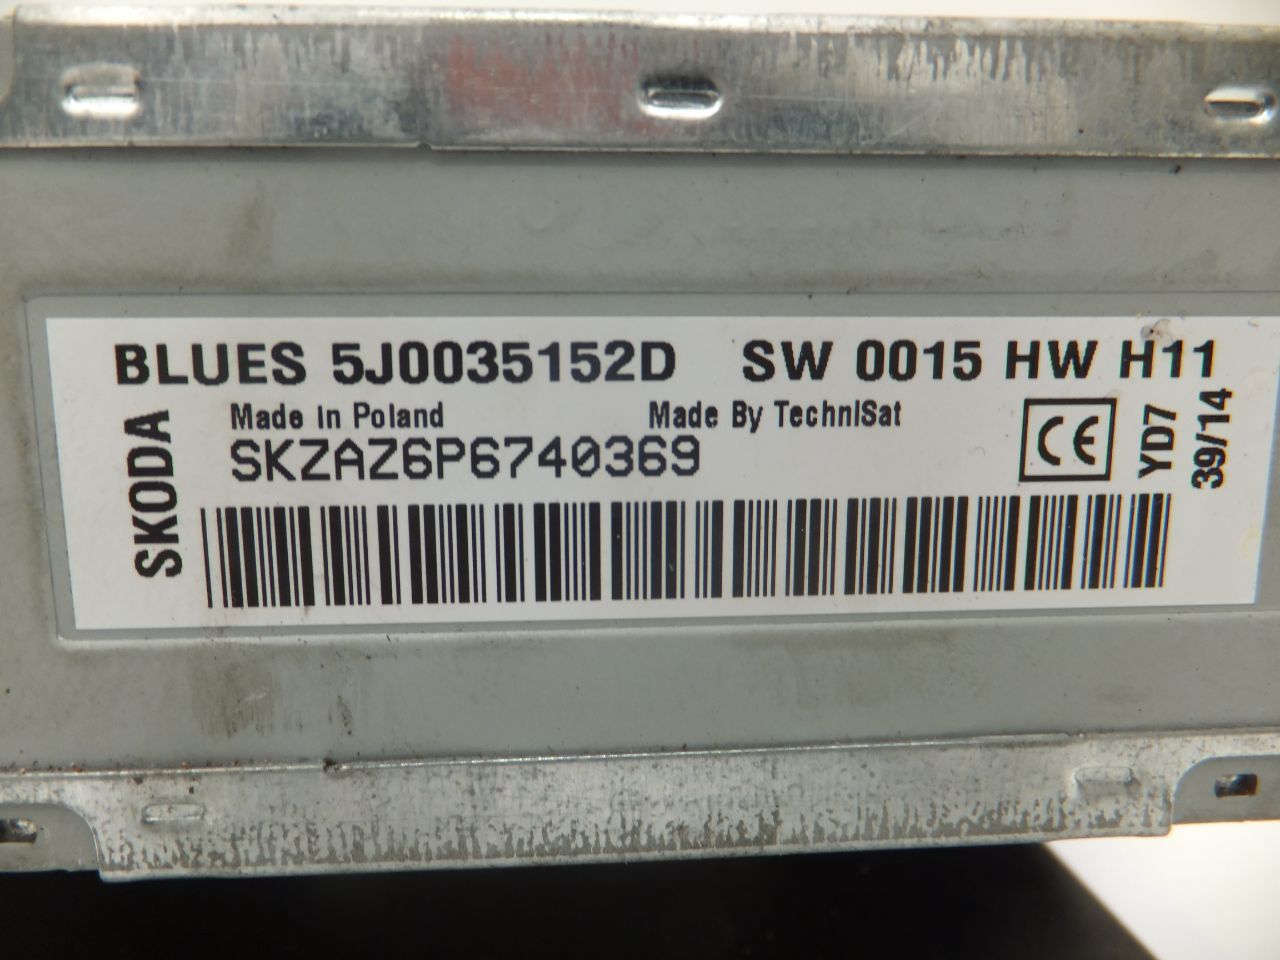 BLUES 5J0035152D SW 0015 HW H11
Made in Poland Made By TechniSat
SKZAZ6P6740369
SKODA
CE
YD7
39/14